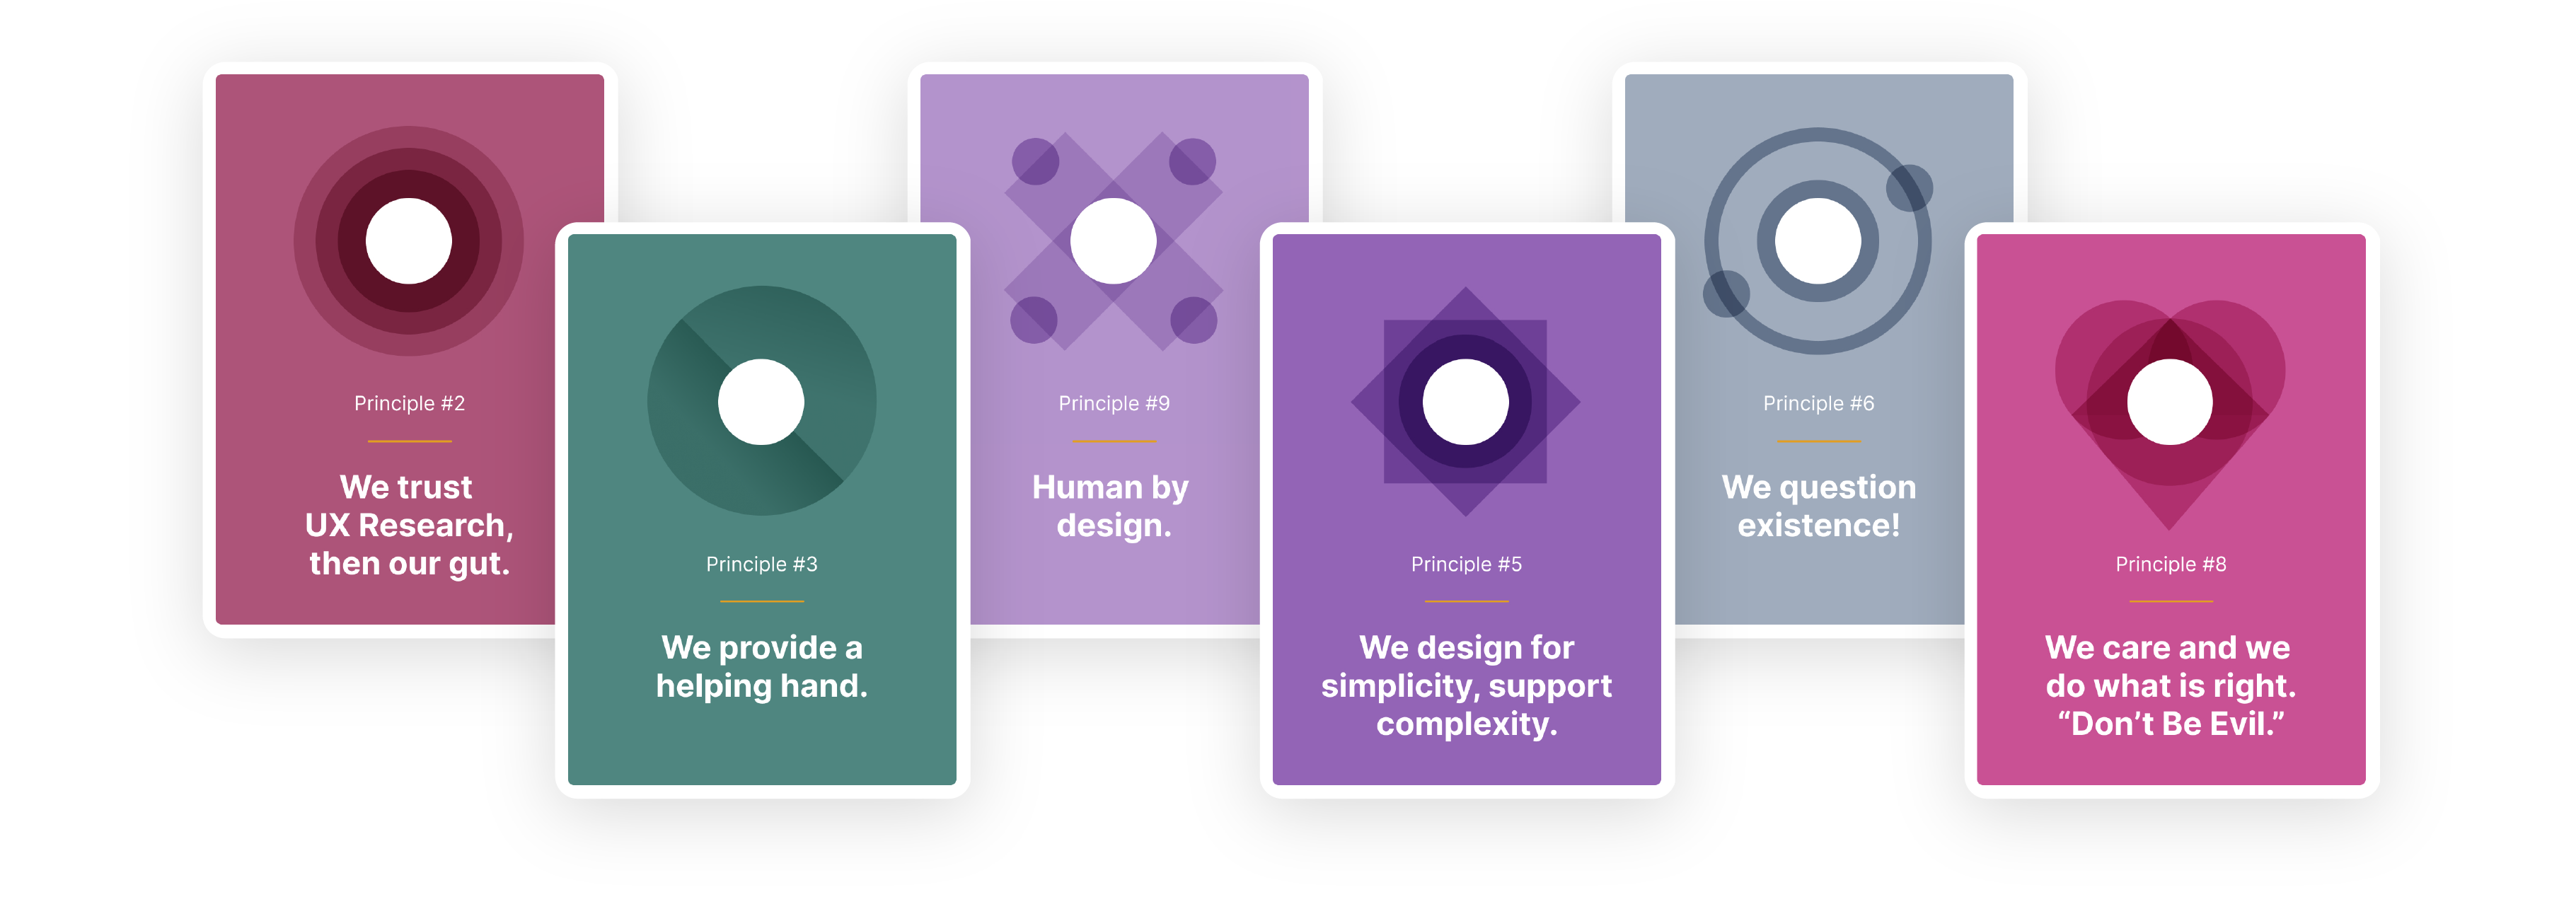 Principle #2
We trust
UX Research,
then our gut.
Principle #3
We provide a
helping hand.
Principle #9
Human by
design.
Principle #5
We design for
simplicity, support
complexity.
Principle #6
We question
existence!
Principle #8
We care and we
do what is right.
“Don’t Be Evil.”